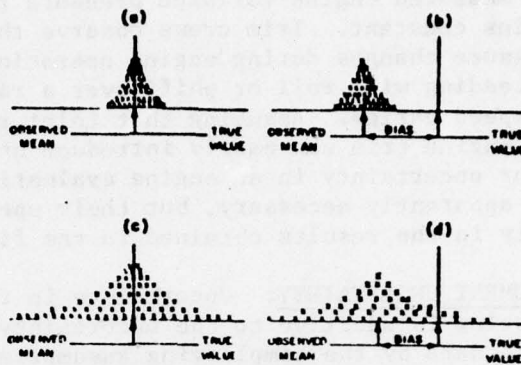 (a) (b)
OBSERVED MEAN TRUE VALUE
OBSERVED MEAN BIAS TRUE VALUE
(c) (d)
OBSERVED MEAN TRUE VALUE
OBSERVED MEAN BIAS TRUE VALUE